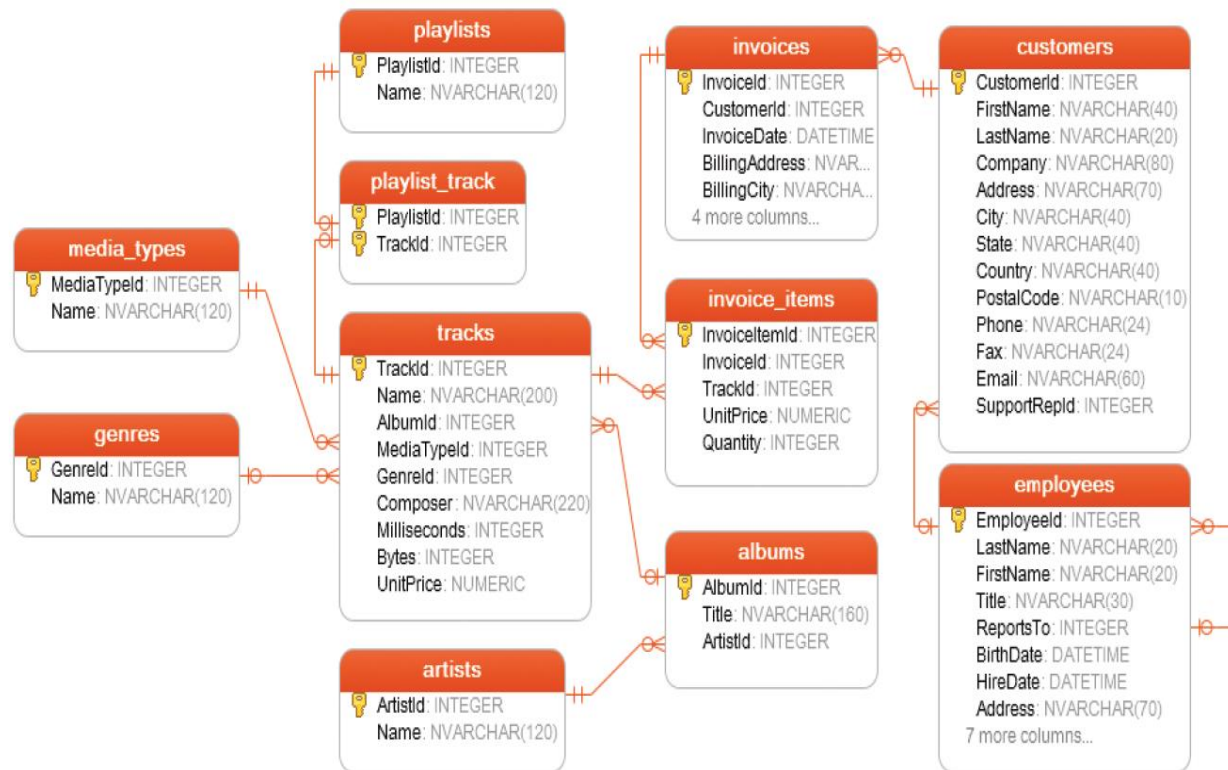 playlists
PlaylistId: INTEGER
Name: NVARCHAR(120)
playlist_track
PlaylistId: INTEGER
TrackId: INTEGER
media_types
MediaTypeId: INTEGER
Name: NVARCHAR(120)
genres
GenreId: INTEGER
Name: NVARCHAR(120)
tracks
TrackId: INTEGER
Name: NVARCHAR(200)
AlbumId: INTEGER
MediaTypeId: INTEGER
GenreId: INTEGER
Composer: NVARCHAR(220)
Milliseconds: INTEGER
Bytes: INTEGER
UnitPrice: NUMERIC
artists
ArtistId: INTEGER
Name: NVARCHAR(120)
invoices
InvoiceId: INTEGER
CustomerId: INTEGER
InvoiceDate: DATETIME
BillingAddress: NVAR...
BillingCity: NVARCHA...
4 more columns...
invoice_items
InvoiceItemId: INTEGER
InvoiceId: INTEGER
TrackId: INTEGER
UnitPrice: NUMERIC
Quantity: INTEGER
albums
AlbumId: INTEGER
Title: NVARCHAR(160)
ArtistId: INTEGER
customers
CustomerId: INTEGER
FirstName: NVARCHAR(40)
LastName: NVARCHAR(20)
Company: NVARCHAR(80)
Address: NVARCHAR(70)
City: NVARCHAR(40)
State: NVARCHAR(40)
Country: NVARCHAR(40)
PostalCode: NVARCHAR(10)
Phone: NVARCHAR(24)
Fax: NVARCHAR(24)
Email: NVARCHAR(60)
SupportRepId: INTEGER
employees
EmployeeId: INTEGER
LastName: NVARCHAR(20)
FirstName: NVARCHAR(20)
Title: NVARCHAR(30)
ReportsTo: INTEGER
BirthDate: DATETIME
HireDate: DATETIME
Address: NVARCHAR(70)
7 more columns...